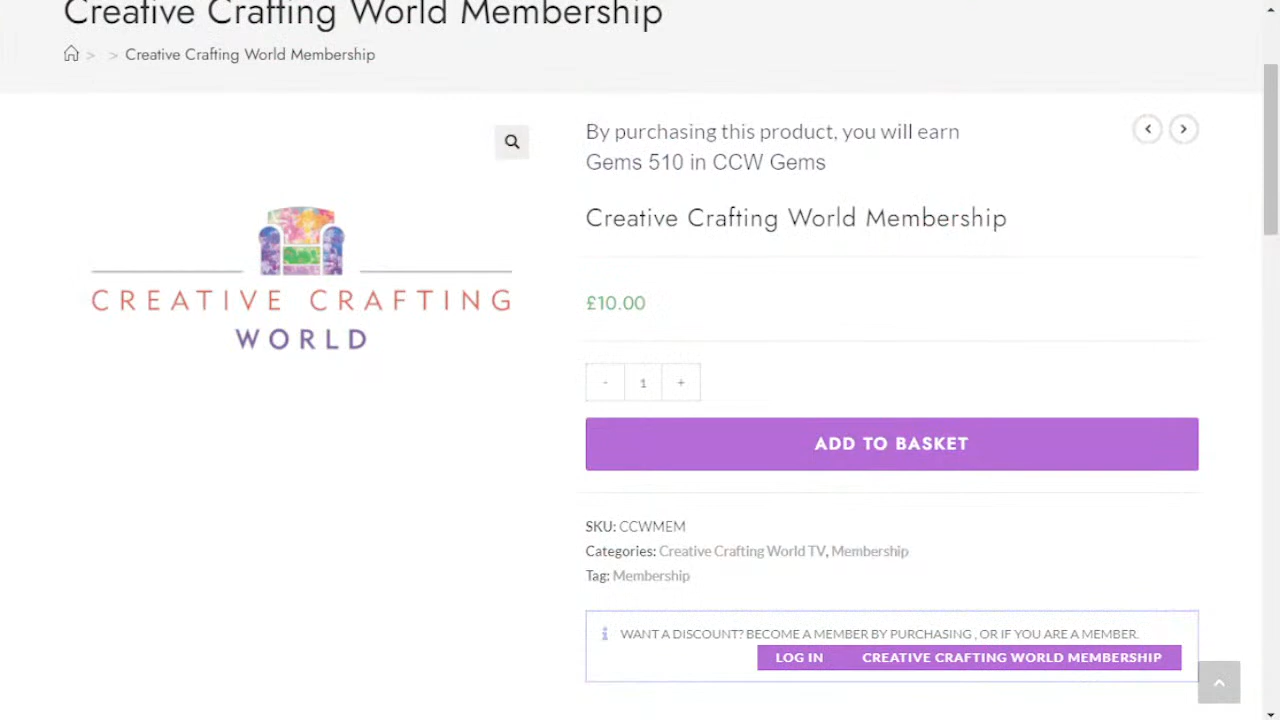 Creative Crafting World Membership
> > Creative Crafting World Membership
By purchasing this product, you will earn
Gems 510 in CCW Gems
Creative Crafting World Membership
CREATIVE CRAFTING
WORLD
£10.00
- 1 +
ADD TO BASKET
SKU: CCWMEM
Categories: Creative Crafting World TV, Membership
Tag: Membership
WANT A DISCOUNT? BECOME A MEMBER BY PURCHASING , OR IF YOU ARE A MEMBER.
LOG IN CREATIVE CRAFTING WORLD MEMBERSHIP